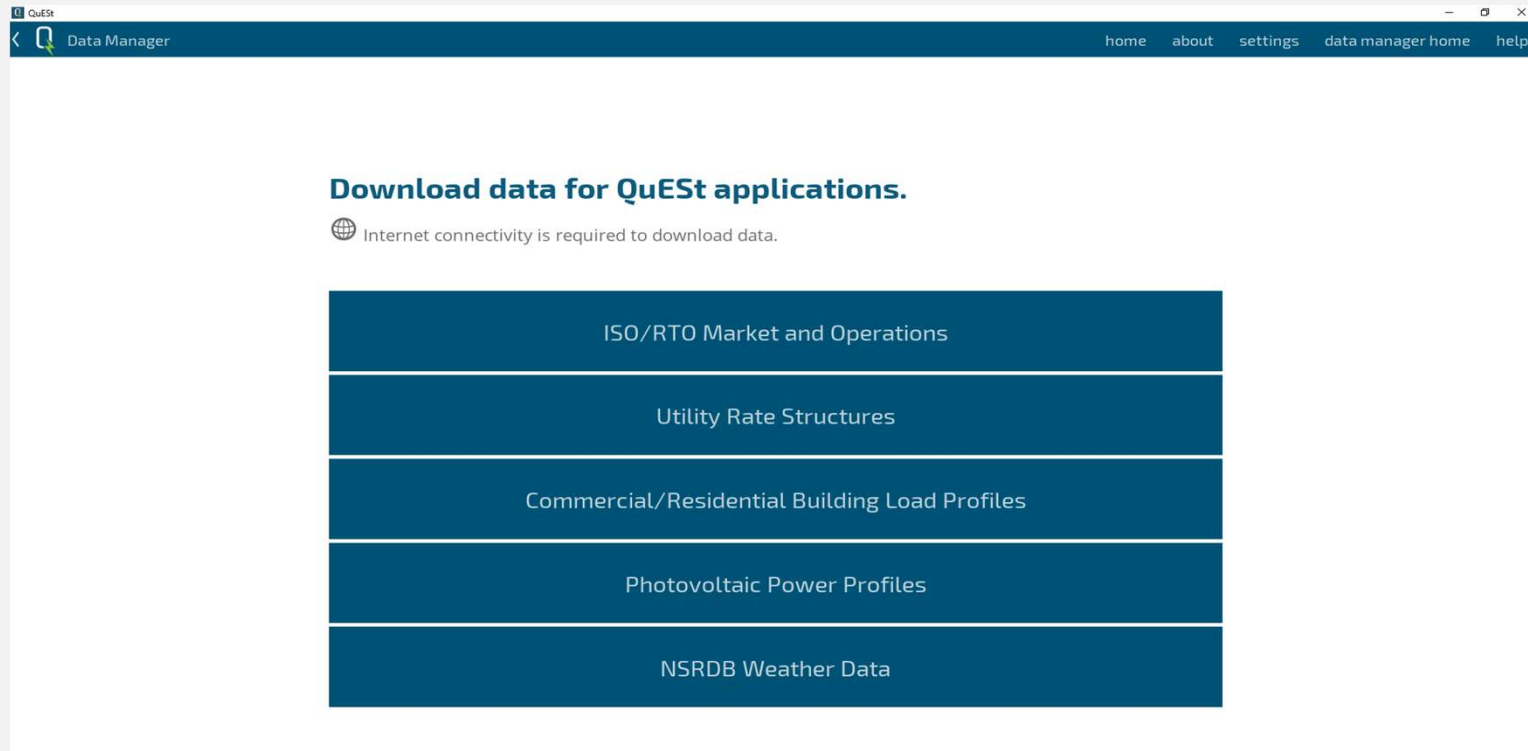 QuESt
Data Manager
home about settings data manager home help
Download data for QuESt applications.
Internet connectivity is required to download data.
ISO/RTO Market and Operations
Utility Rate Structures
Commercial/Residential Building Load Profiles
Photovoltaic Power Profiles
NSRDB Weather Data